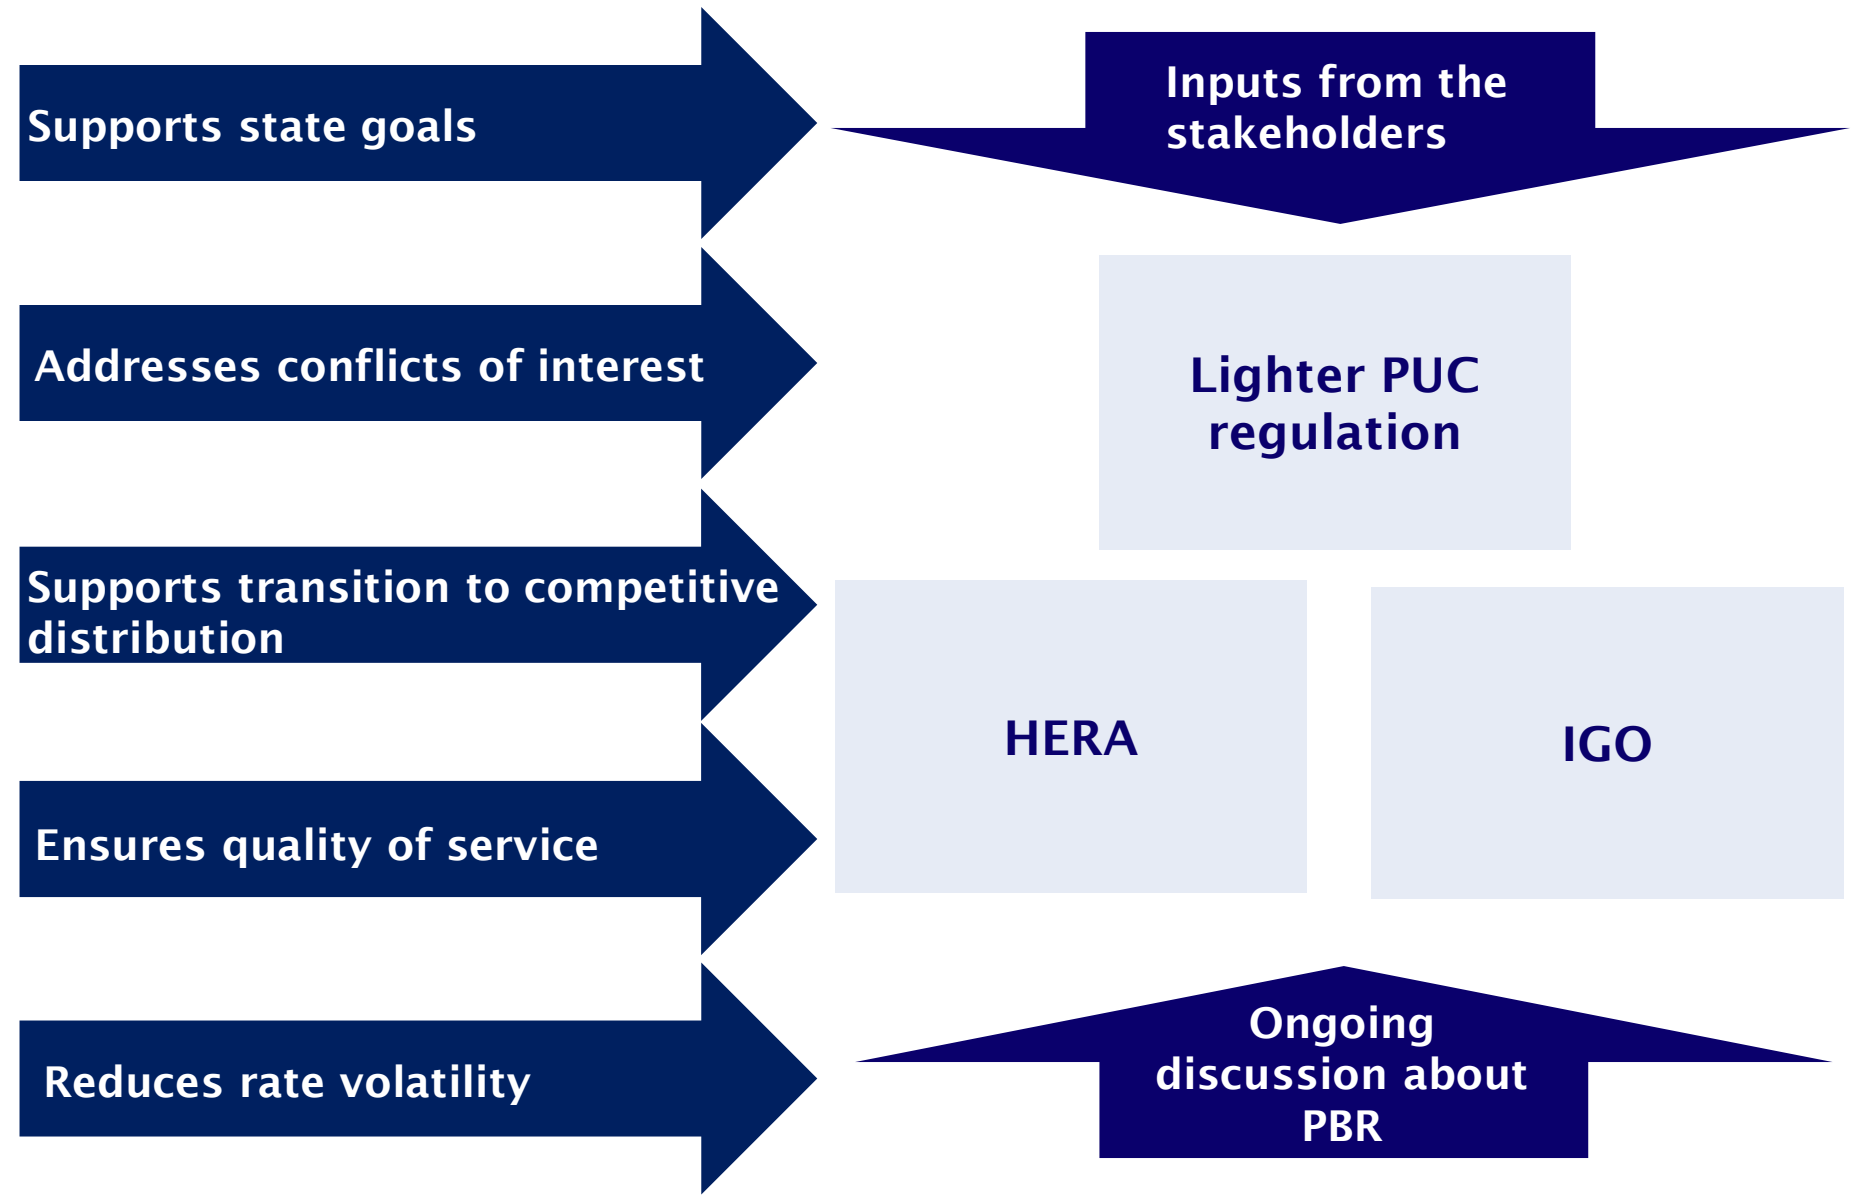 Supports state goals
Addresses conflicts of interest
Supports transition to competitive
distribution
Ensures quality of service
Reduces rate volatility
Inputs from the
stakeholders
Lighter PUC
regulation
HERA
IGO
Ongoing
discussion about
PBR